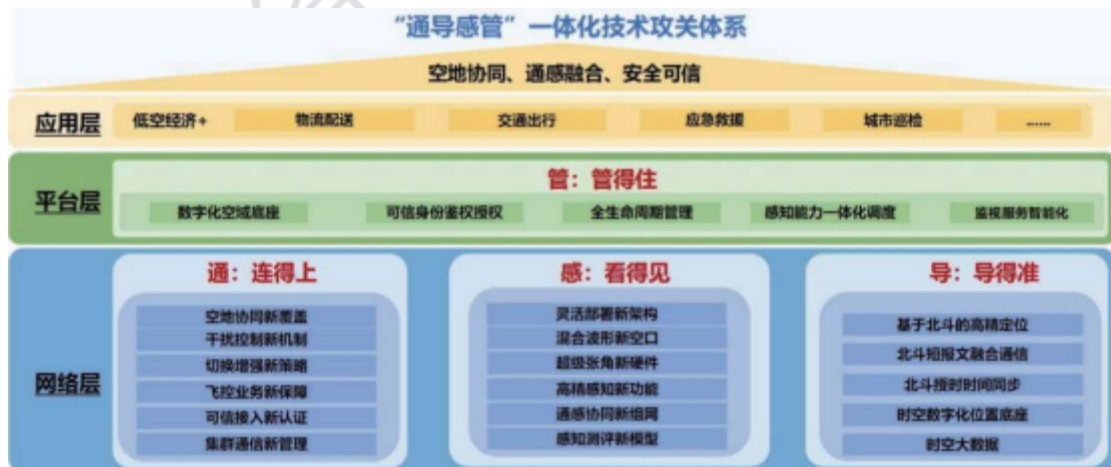 “通导感管”一体化技术攻关体系
空地协同、通感融合、安全可信
应用层 低空经济+ 物流配送 交通出行 应急救援 城市巡检 ......
平台层
管：管得住
数字化空域底座 可信身份鉴权授权 全生命周期管理 感知能力一体化调度 监视服务智能化
网络层
通：连得上
空地协同新覆盖
干扰控制新机制
切换增强新策略
飞控业务新保障
可信接入新认证
集群通信新管理
感：看得见
灵活部署新架构
混合波形新空口
超级张角新硬件
高精感知新功能
通感协同新组网
感知测评新模型
导：导得准
基于北斗的高精定位
北斗短报文融合通信
北斗授时时间同步
时空数字化位置底座
时空大数据